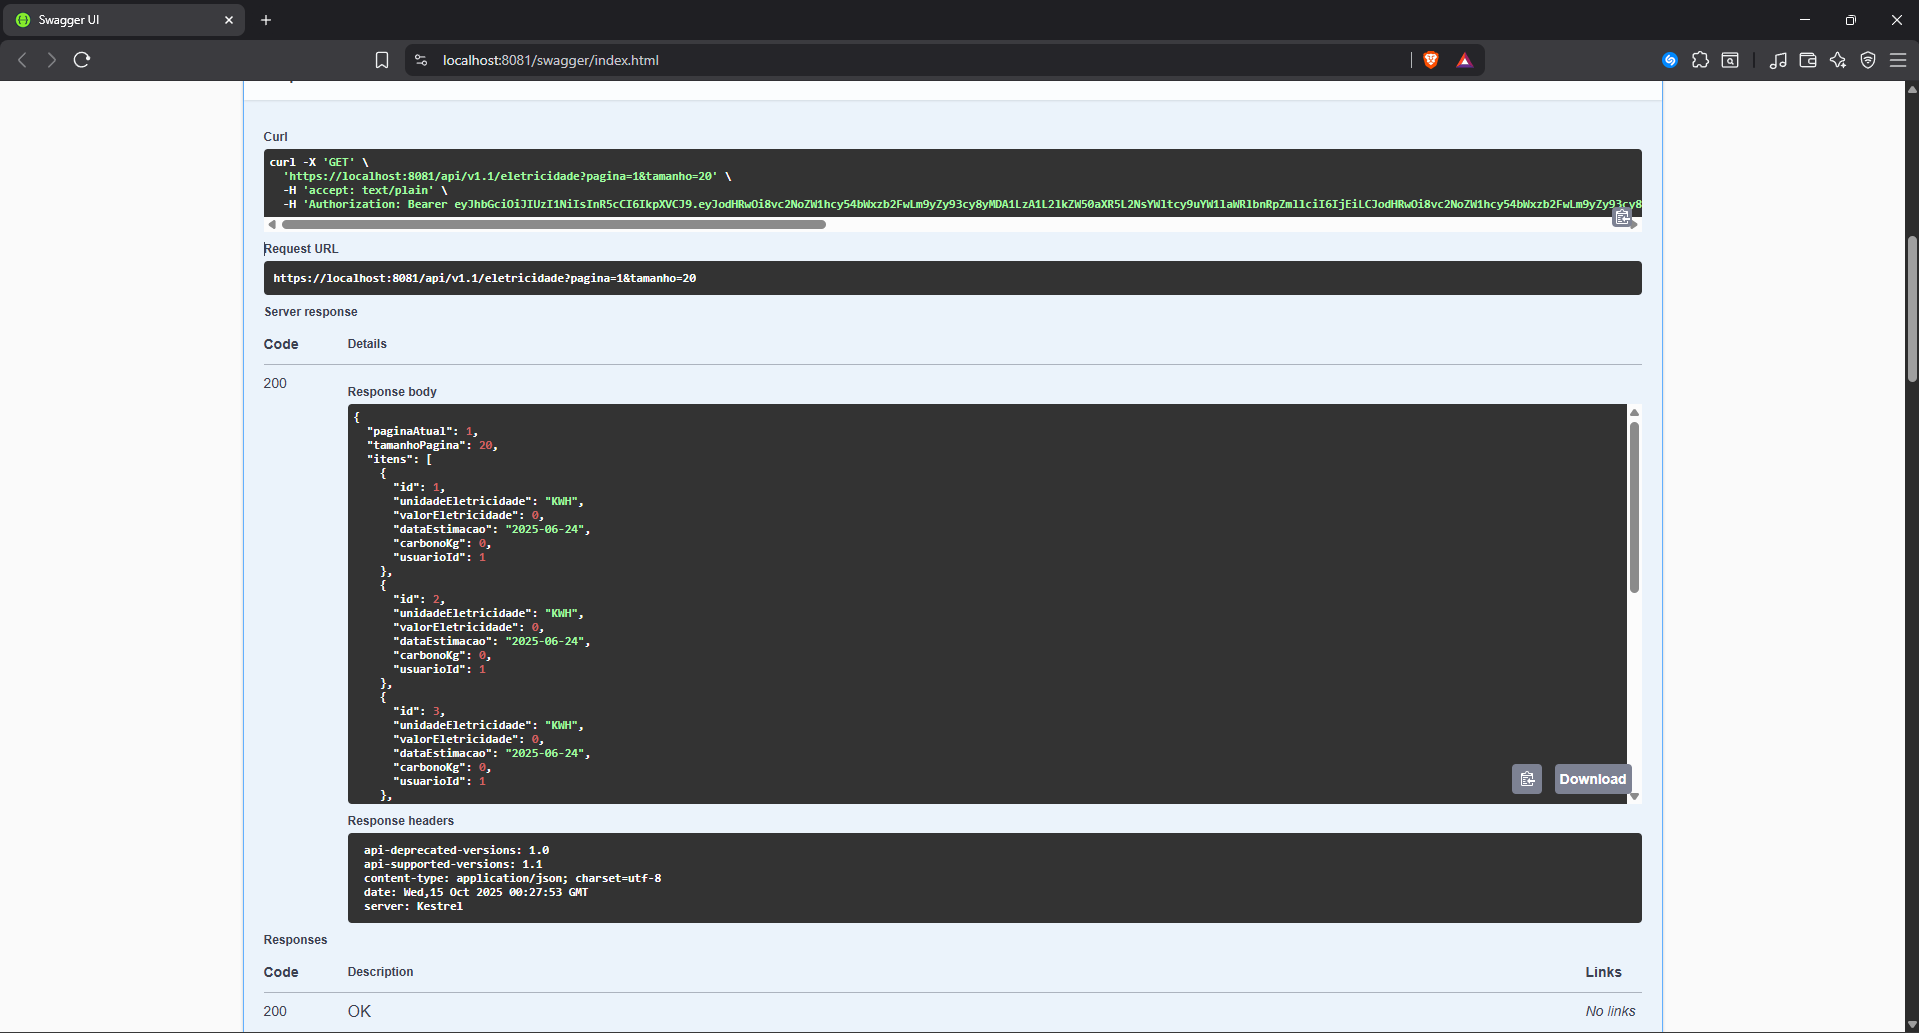 Swagger UI
localhost:8081/swagger/index.html
Curl
curl -X 'GET' \
'https://localhost:8081/api/v1.1/eletricidade?pagina=1&tamanho=20' \
-H 'accept: text/plain' \
-H 'Authorization: Bearer
Request URL
https://localhost:8081/api/v1.1/eletricidade?pagina=1&tamanho=20
Server response
Code Details
200
Response body
{
"paginaAtual": 1,
"tamanhoPagina": 20,
"itens": [
{
"id": 1,
"unidadeEletricidade": "KWH",
"valorEletricidade": 0,
"dataEstimacao": "2025-06-24",
"carbonoKg": 0,
"usuarioId": 1
},
{
"id": 2,
"unidadeEletricidade": "KWH",
"valorEletricidade": 0,
"dataEstimacao": "2025-06-24",
"carbonoKg": 0,
"usuarioId": 1
},
{
"id": 3,
"unidadeEletricidade": "KWH",
"valorEletricidade": 0,
"dataEstimacao": "2025-06-24",
"carbonoKg": 0,
"usuarioId": 1
},
Download
Response headers
api-deprecated-versions: 1.0
api-supported-versions: 1.1
content-type: application/json; charset=utf-8
date: Wed,15 Oct 2025 00:27:53 GMT
server: Kestrel
Responses
Code Description Links
200 OK No links